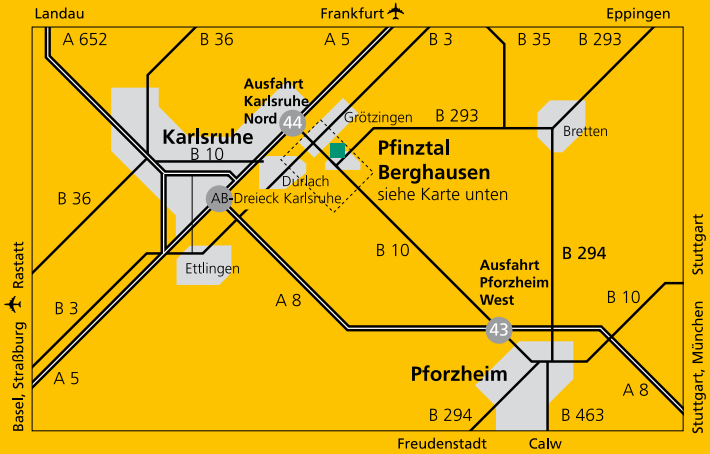 Landau
Frankfurt
Eppingen
A 652
B 36
A 5
B 3
B 35
B 293
Ausfahrt
Karlsruhe
Nord
44
Grötzingen
B 293
Bretten
Karlsruhe
B 10
Pfinztal
Berghausen
siehe Karte unten
Durlach
AB-Dreieck Karlsruhe
B 36
Ettlingen
B 10
B 294
Ausfahrt
Pforzheim
West
43
B 10
A 8
B 3
A 5
Pforzheim
A 8
B 294
B 463
Freudenstadt
Calw
Basel, Straßburg
Rastatt
Stuttgart
Stuttgart, München